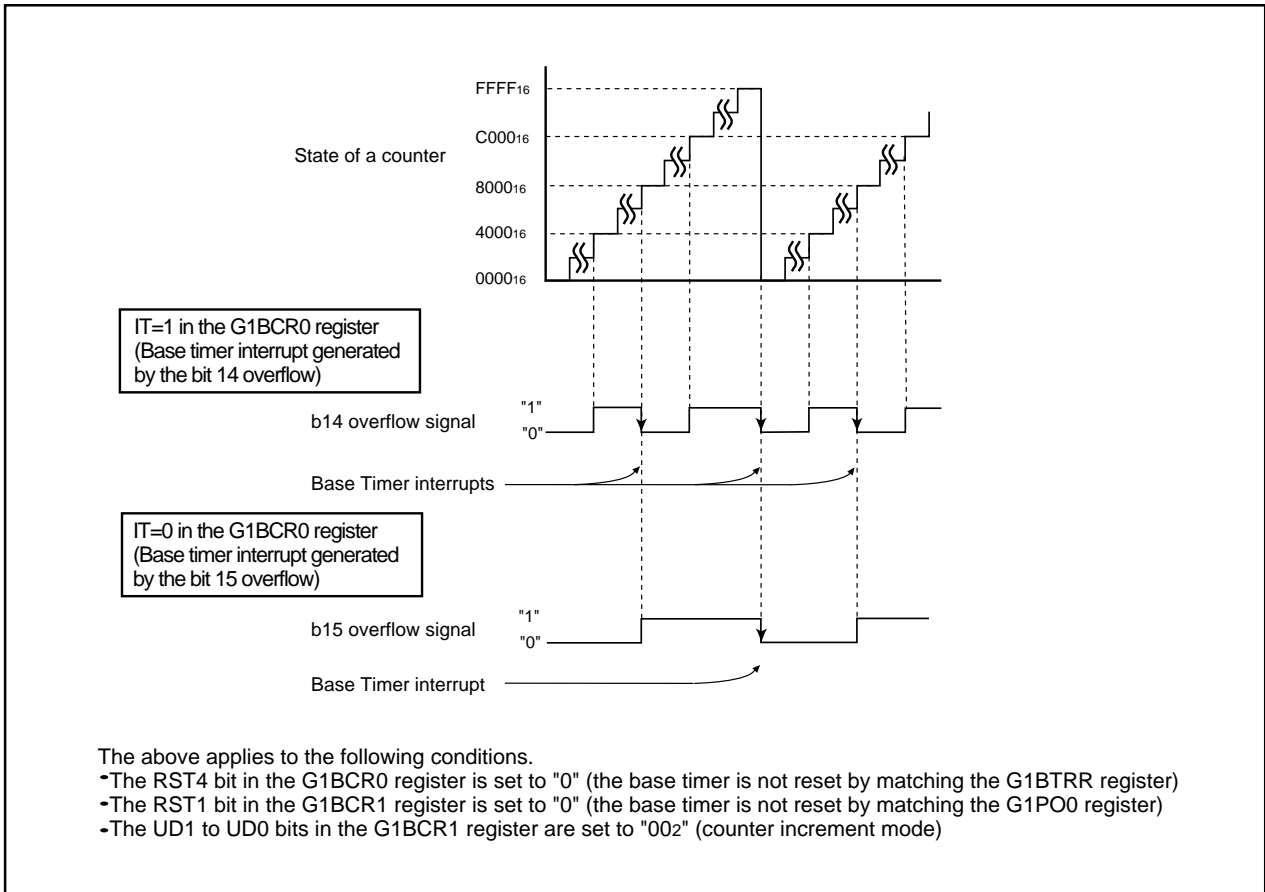 FFFF16
C00016
State of a counter
800016
400016
000016
IT=1 in the G1BCR0 register
(Base timer interrupt generated
by the bit 14 overflow)
"1"
b14 overflow signal
"0"
Base Timer interrupts
IT=0 in the G1BCR0 register
(Base timer interrupt generated
by the bit 15 overflow)
"1"
b15 overflow signal
"0"
Base Timer interrupt
The above applies to the following conditions.
•The RST4 bit in the G1BCR0 register is set to "0" (the base timer is not reset by matching the G1BTRR register)
•The RST1 bit in the G1BCR1 register is set to "0" (the base timer is not reset by matching the G1PO0 register)
•The UD1 to UD0 bits in the G1BCR1 register are set to "002" (counter increment mode)